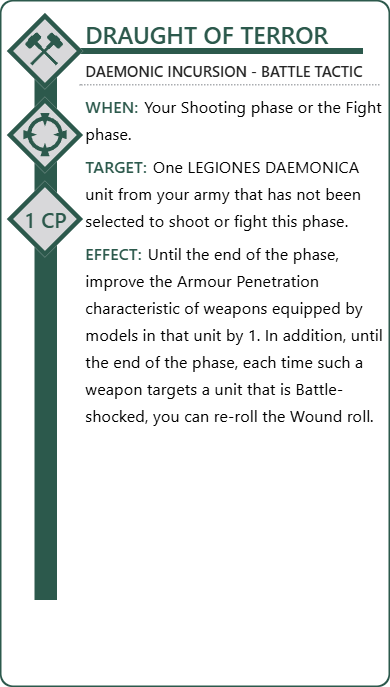 DRAUGHT OF TERROR
DAEMONIC INCURSION - BATTLE TACTIC
WHEN: Your Shooting phase or the Fight
phase.
TARGET: One LEGIONES DAEMONICA
unit from your army that has not been
selected to shoot or fight this phase.
1 CP
EFFECT: Until the end of the phase,
improve the Armour Penetration
characteristic of weapons equipped by
models in that unit by 1. In addition, until
the end of the phase, each time such a
weapon targets a unit that is Battle-
shocked, you can re-roll the Wound roll.